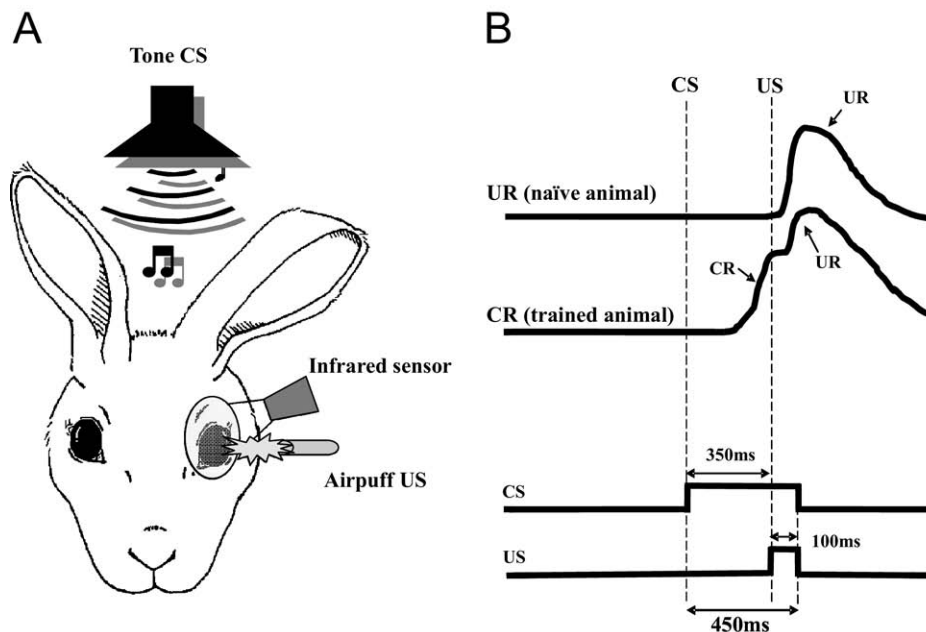 A
Tone CS
Infrared sensor
Airpuff US
B
CS US
UR
UR (naïve animal)
CR
UR
CR (trained animal)
350ms
CS
100ms
US
450ms